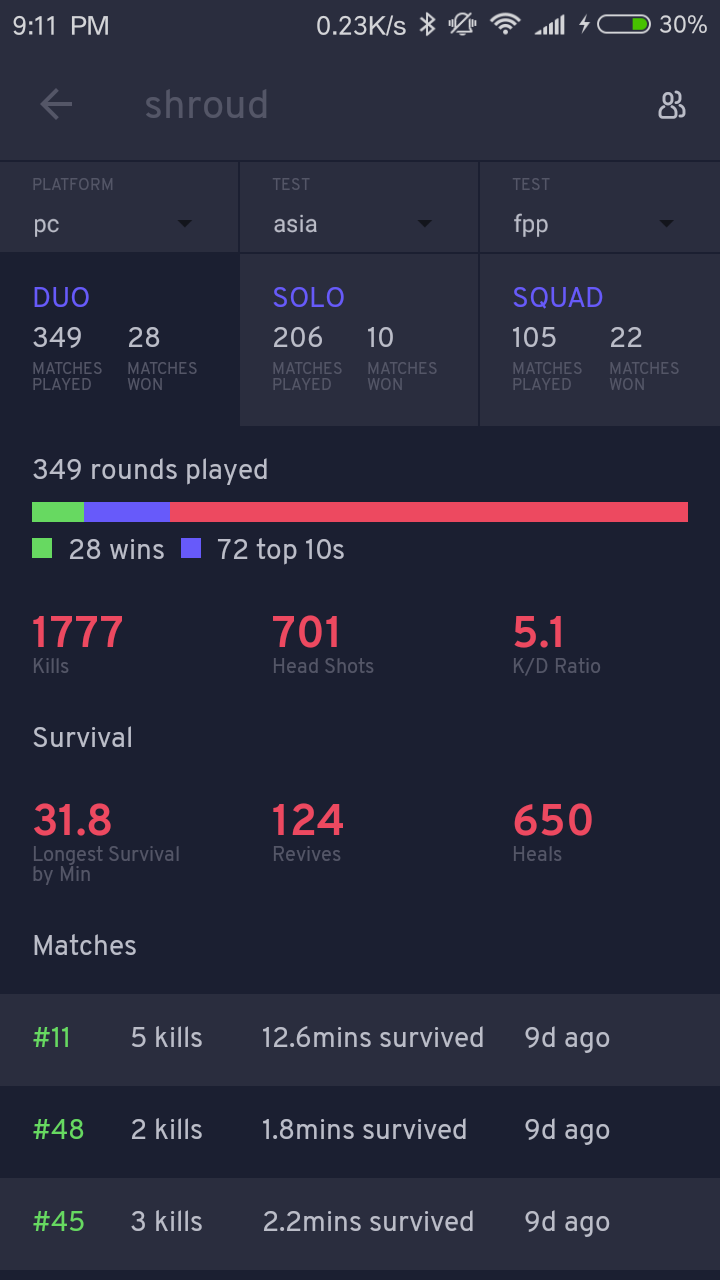 9:11 PM 0.23K/s 30%
shroud
PLATFORM TEST TEST
pc asia fpp
DUO SOLO SQUAD
349 28 206 10 105 22
MATCHES MATCHES MATCHES MATCHES MATCHES MATCHES
PLAYED WON PLAYED WON PLAYED WON
349 rounds played
28 wins 72 top 10s
1777 701 5.1
Kills Head Shots K/D Ratio
Survival
31.8 124 650
Longest Survival Revives Heals
by Min
Matches
#11 5 kills 12.6mins survived 9d ago
#48 2 kills 1.8mins survived 9d ago
#45 3 kills 2.2mins survived 9d ago